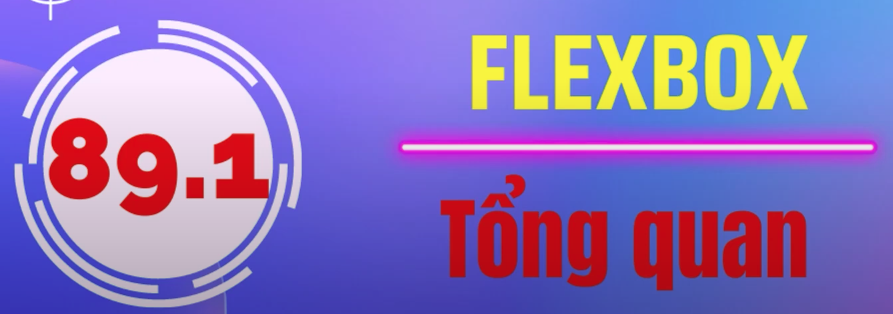 89.1
FLEXBOX
Tổng quan